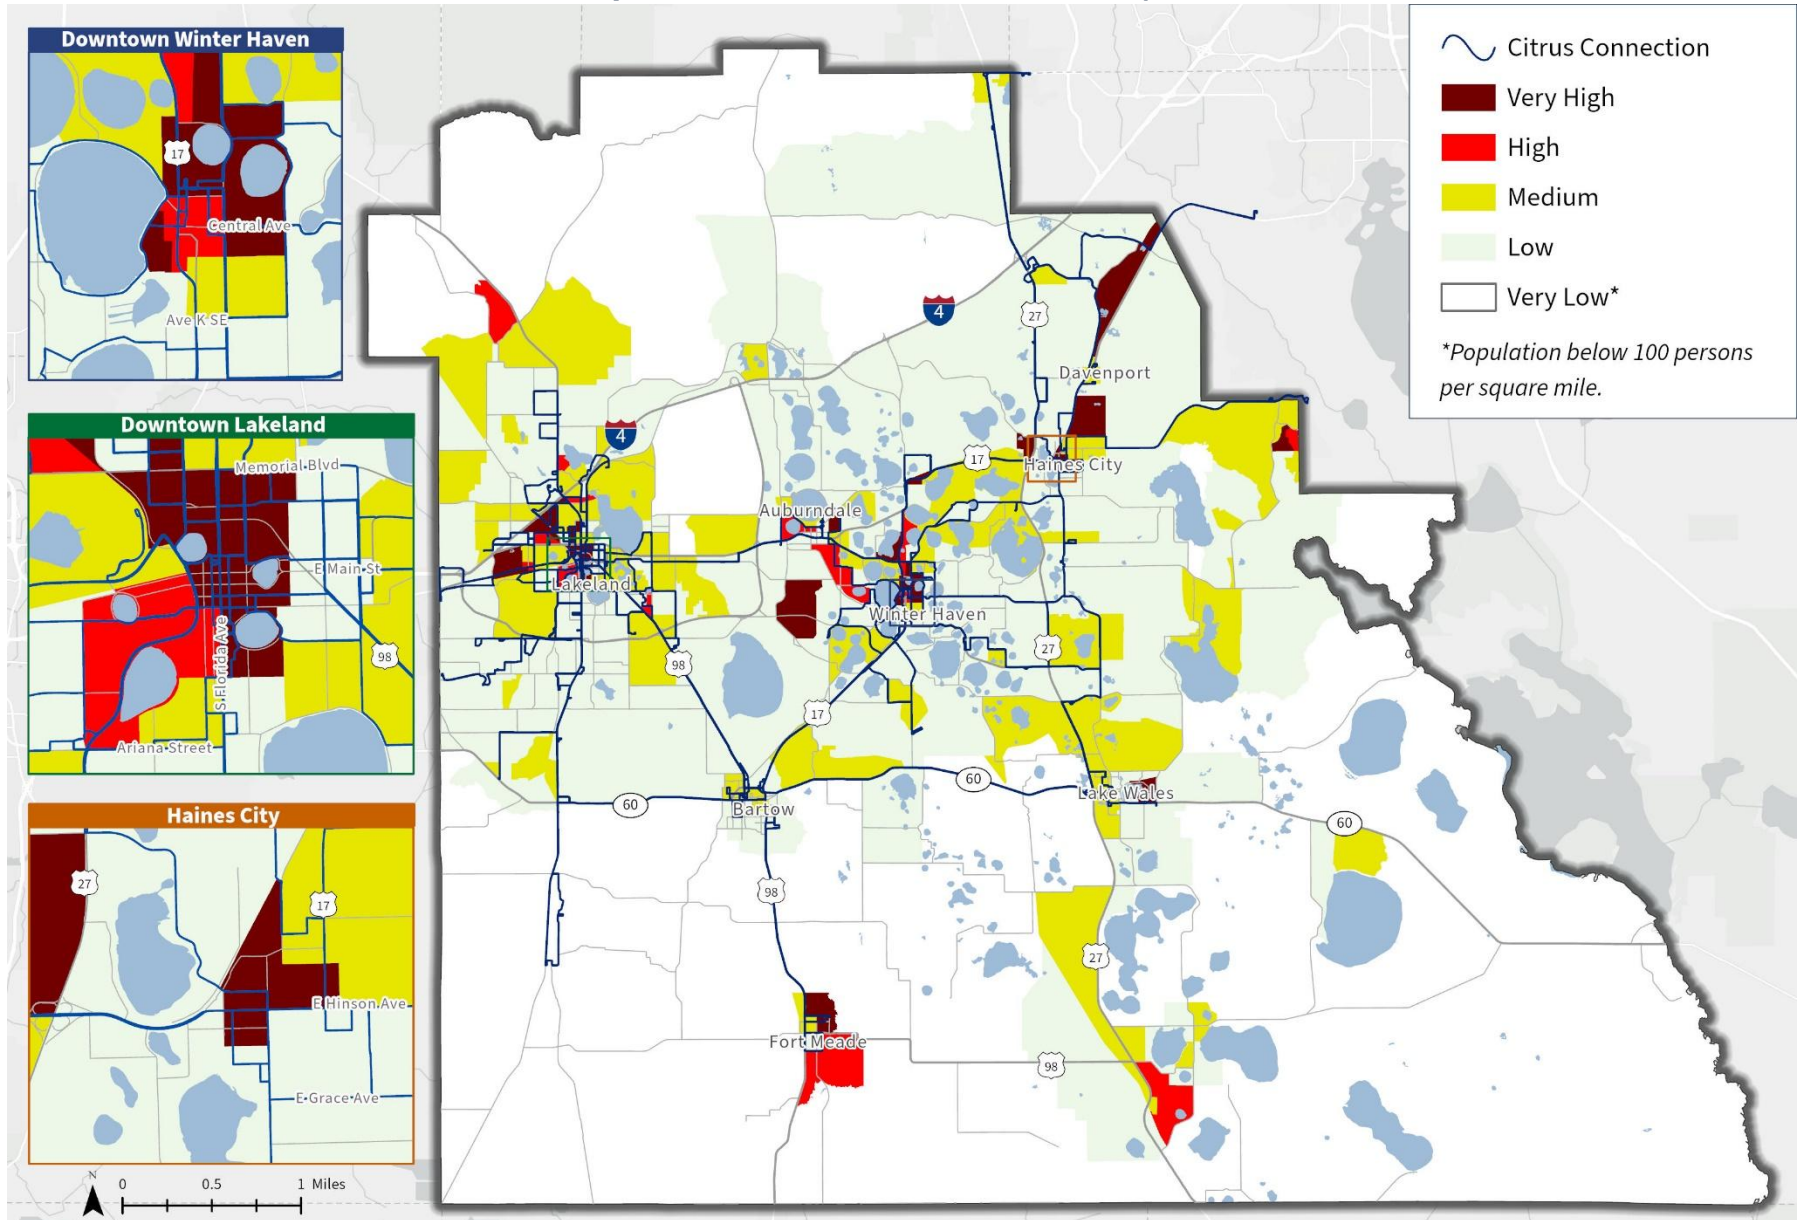 Downtown Winter Haven
17
Central Ave
Ave K SE
Downtown Lakeland
Memorial Blvd
E Main St
S Florida Ave
98
Ariana Street
Haines City
27
17
E Hinson Ave
E Grace Ave
N
0 0.5 1 Miles
Citrus Connection
Very High
High
Medium
Low
Very Low*
*Population below 100 persons
per square mile.
4
27
Davenport
4
17
Haines City
Auburndale
Lakeland
Winter Haven
98
27
17
60
60
Lake Wales
Bartow
60
98
27
Fort Meade
98